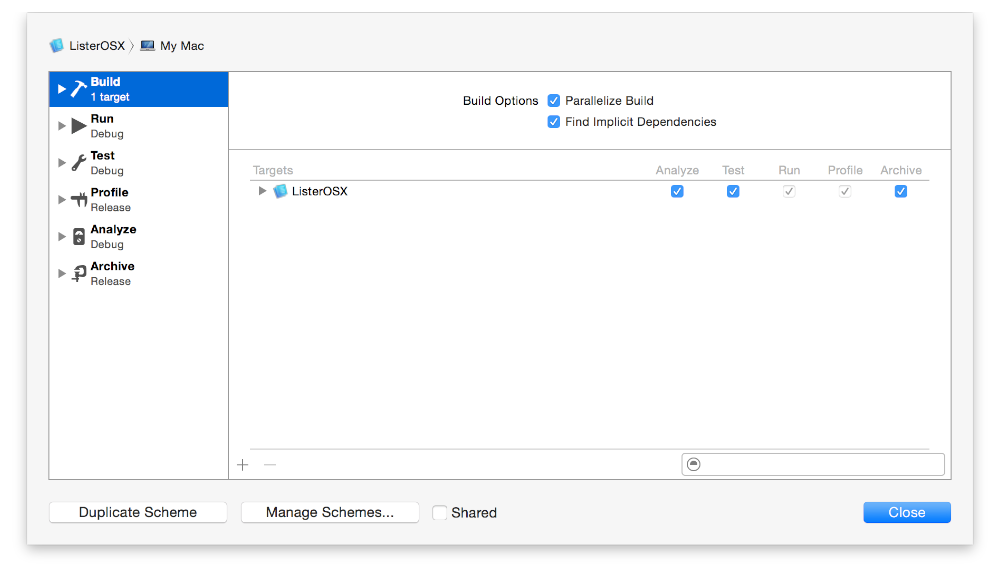 ListerOSX 〉 My Mac
Build
1 target
Build Options Parallelize Build
Find Implicit Dependencies
Run
Debug
Test
Debug
Profile
Release
Analyze
Debug
Archive
Release
Targets Analyze Test Run Profile Archive
ListerOSX
Duplicate Scheme Manage Schemes... Shared Close